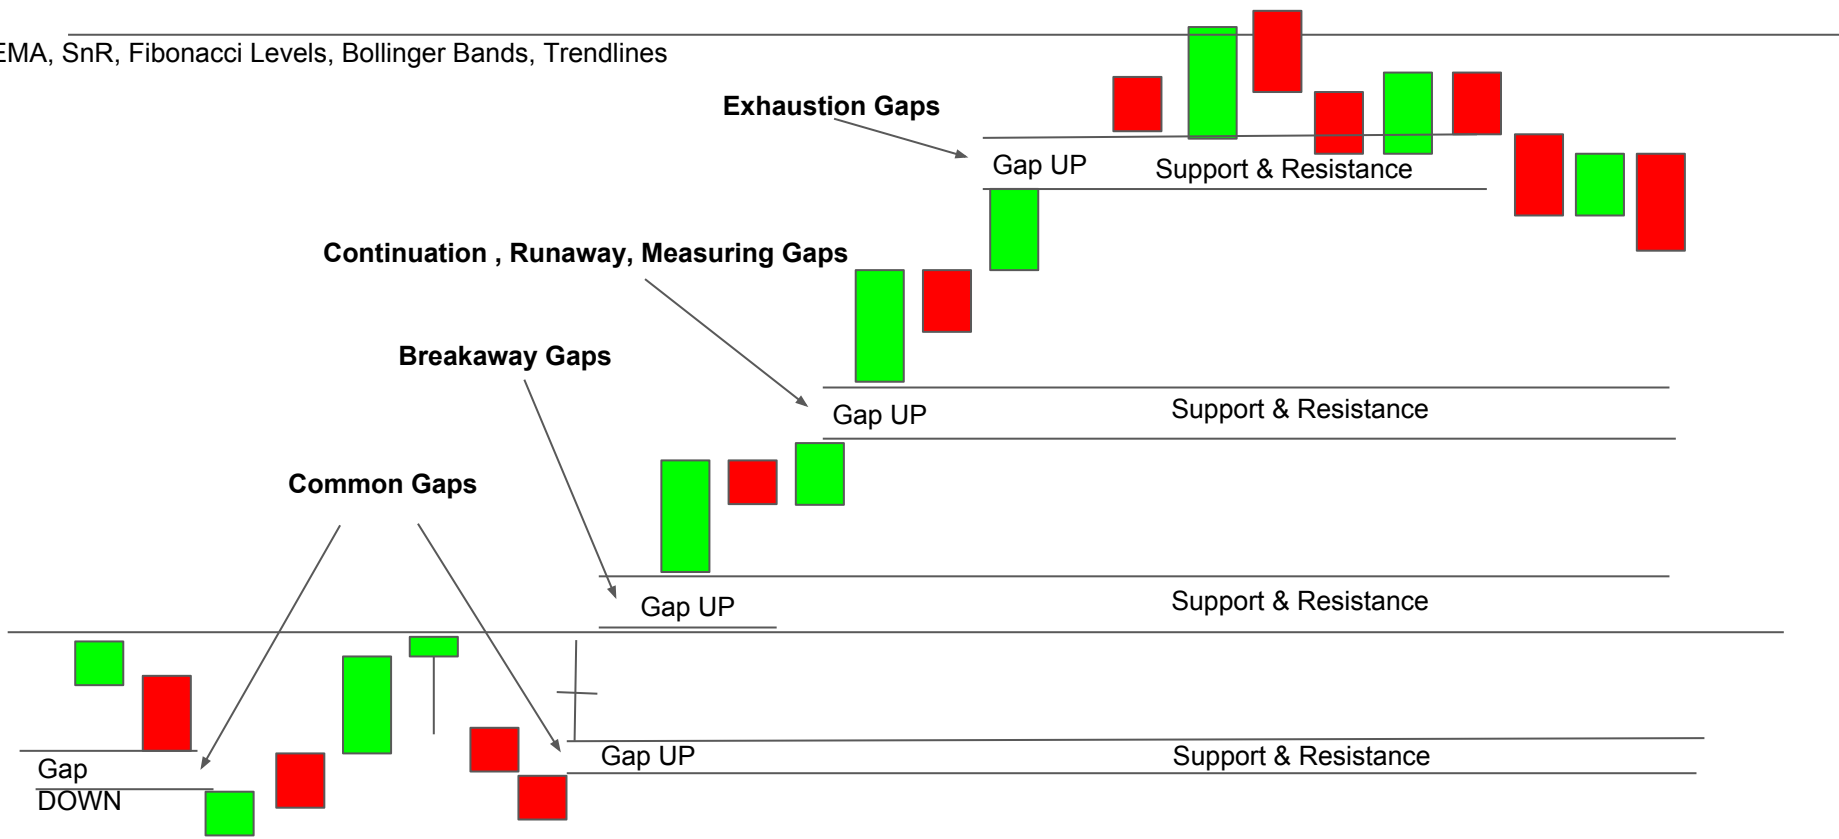 EMA, SnR, Fibonacci Levels, Bollinger Bands, Trendlines
Exhaustion Gaps
Gap UP
Support & Resistance
Continuation , Runaway, Measuring Gaps
Breakaway Gaps
Gap UP
Support & Resistance
Common Gaps
Gap UP
Support & Resistance
Gap UP
Support & Resistance
Gap
DOWN